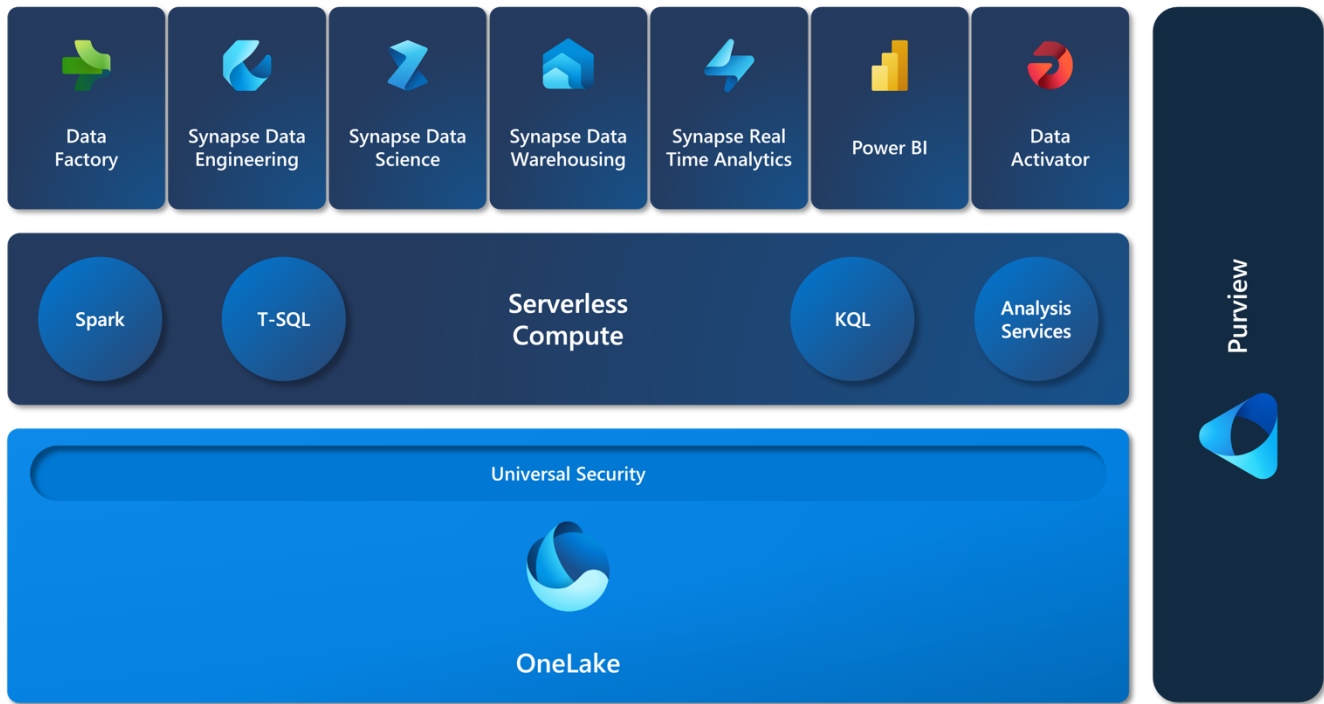 Data
Factory
Synapse Data
Engineering
Synapse Data
Science
Synapse Data
Warehousing
Synapse Real
Time Analytics
Power BI
Data
Activator
Serverless
Compute
Spark
T-SQL
KQL
Analysis
Services
Universal Security
OneLake
Purview